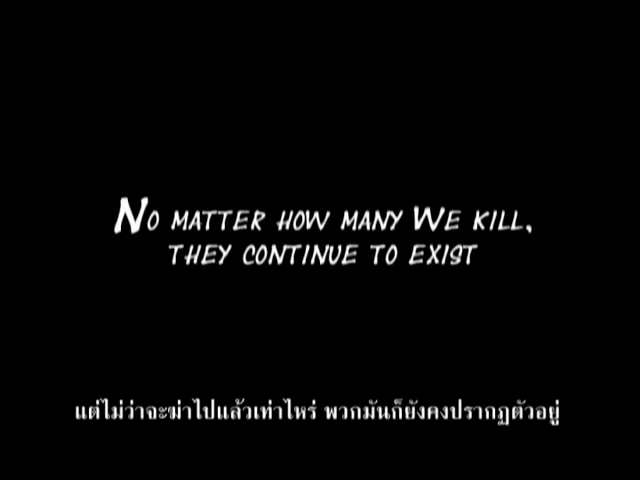 No matter how many We kill,
they continue to exist
แต่ไม่ว่าจะฆ่าไปแล้วเท่าไหร่ พวกมันก็ยังคงปรากฏตัวอยู่